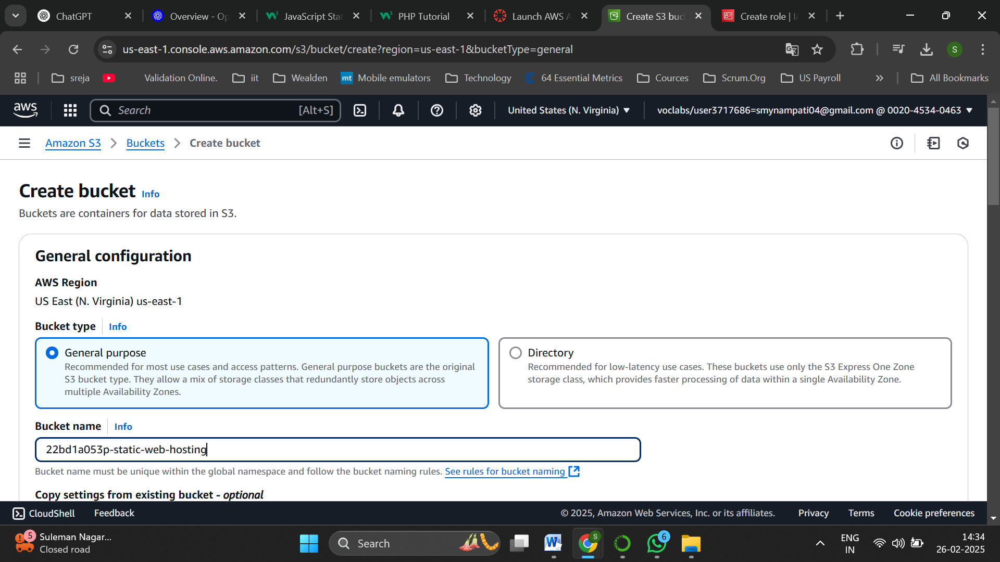 ChatGPT
Overview - Op
JavaScript Stat
PHP Tutorial
Launch AWS A
Create S3 buc
Create role | I
us-east-1.console.aws.amazon.com/s3/bucket/create?region=us-east-1&bucketType=general
S
sreja
Validation Online.
iit
Wealden
mt
Mobile emulators
Technology
64 Essential Metrics
Cources
Scrum.Org
US Payroll
All Bookmarks
aws
Search
[Alt+S]
United States (N. Virginia)
voclabs/user3717686=smynampati04@gmail.com @ 0020-4534-0463
Amazon S3
Buckets
Create bucket
Create bucket Info
Buckets are containers for data stored in S3.
General configuration
AWS Region
US East (N. Virginia) us-east-1
Bucket type Info
General purpose
Recommended for most use cases and access patterns. General purpose buckets are the original
S3 bucket type. They allow a mix of storage classes that redundantly store objects across
multiple Availability Zones.
Directory
Recommended for low-latency use cases. These buckets use only the S3 Express One Zone
storage class, which provides faster processing of data within a single Availability Zone.
Bucket name Info
22bd1a053p-static-web-hosting
Bucket name must be unique within the global namespace and follow the bucket naming rules. See rules for bucket naming
Copy settings from existing bucket - optional
CloudShell
Feedback
© 2025, Amazon Web Services, Inc. or its affiliates.
Privacy
Terms
Cookie preferences
5
Suleman Nagar...
Closed road
Search
W
S
6
ENG
IN
14:34
26-02-2025